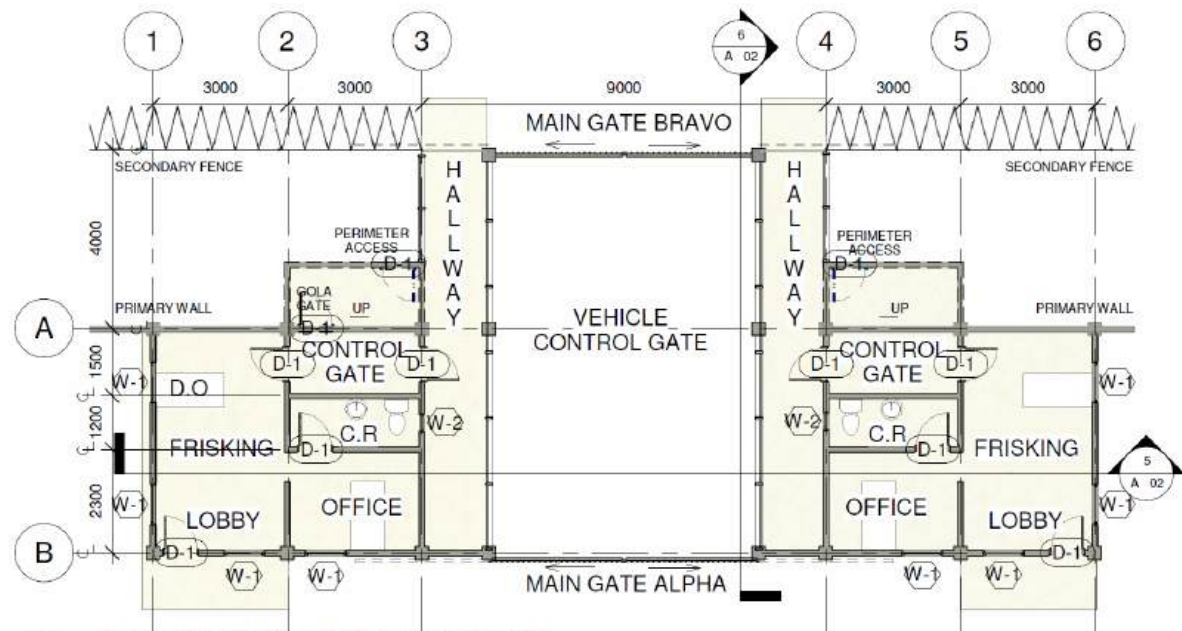 1
2
3
6
A 02
4
5
6
3000
3000
9000
3000
3000
MAIN GATE BRAVO
SECONDARY FENCE
SECONDARY FENCE
HALLWAY
HALLWAY
4000
PERIMETER
ACCESS
D-1
PERIMETER
ACCESS
D-1
GOLA
GATE
D-1
UP
UP
PRIMARY WALL
PRIMARY WALL
A
VEHICLE
CONTROL GATE
1500
CONTROL
GATE
D-1
D-1
CONTROL
GATE
D-1
D-1
W-1
D.O
W-1
1200
W-2
W-2
C.R
C.R
FRISKING
D-1
D-1
FRISKING
5
A 02
2300
W-1
W-1
LOBBY
OFFICE
OFFICE
LOBBY
B
D-1
D-1
W-1
W-1
MAIN GATE ALPHA
W-1
W-1